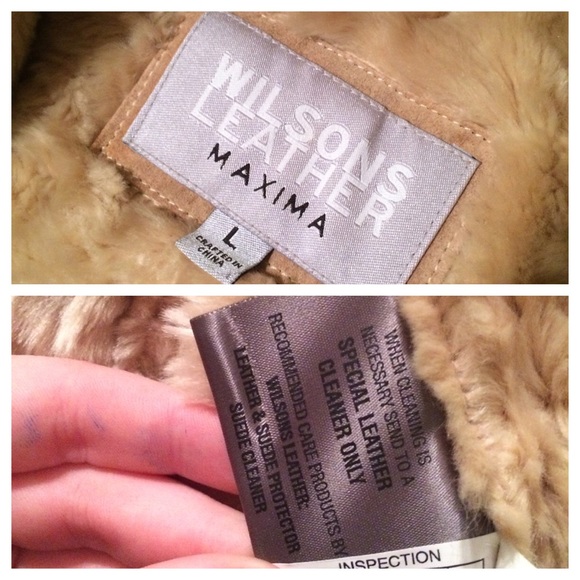 WILSONS
LEATHER
MAXIMA
L
CRAFTED IN
CHINA
WHEN CLEANING IS
NECESSARY SEND TO A
SPECIAL LEATHER
CLEANER ONLY
RECOMMENDED CARE PRODUCTS BY
WILSONS LEATHER:
LEATHER & SUEDE PROTECTOR
SUEDE CLEANER
INSPECTION